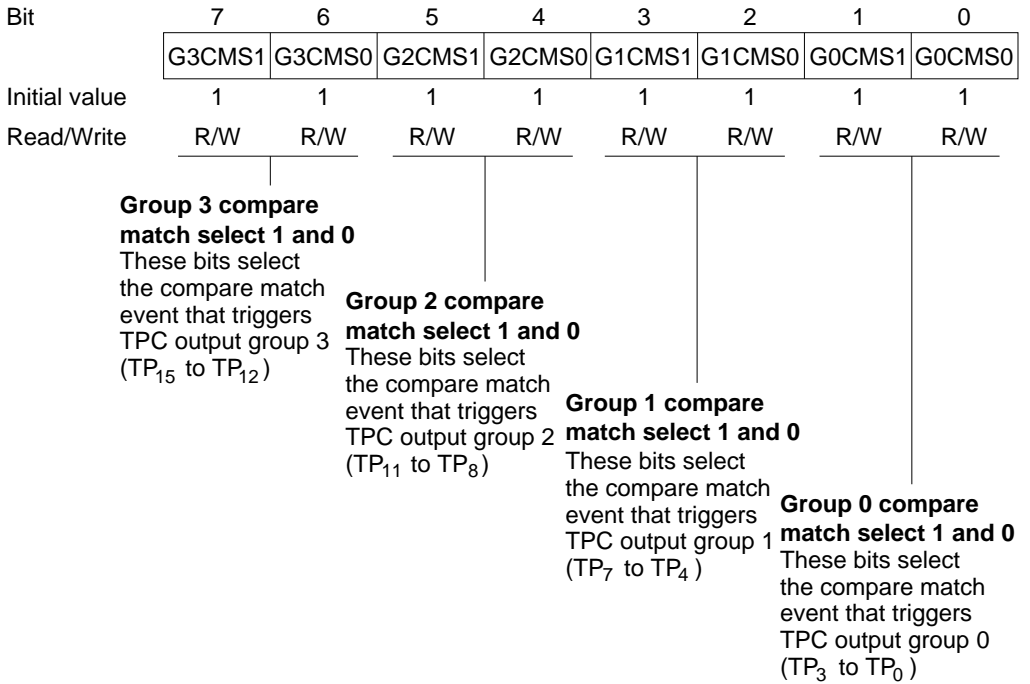 Bit 7 6 5 4 3 2 1 0
G3CMS1 G3CMS0 G2CMS1 G2CMS0 G1CMS1 G1CMS0 G0CMS1 G0CMS0
Initial value 1 1 1 1 1 1 1 1
Read/Write R/W R/W R/W R/W R/W R/W R/W R/W
Group 3 compare
match select 1 and 0
These bits select
the compare match
event that triggers
TPC output group 3
(TP15 to TP12)
Group 2 compare
match select 1 and 0
These bits select
the compare match
event that triggers
TPC output group 2
(TP11 to TP8)
Group 1 compare
match select 1 and 0
These bits select
the compare match
event that triggers
TPC output group 1
(TP7 to TP4)
Group 0 compare
match select 1 and 0
These bits select
the compare match
event that triggers
TPC output group 0
(TP3 to TP0)